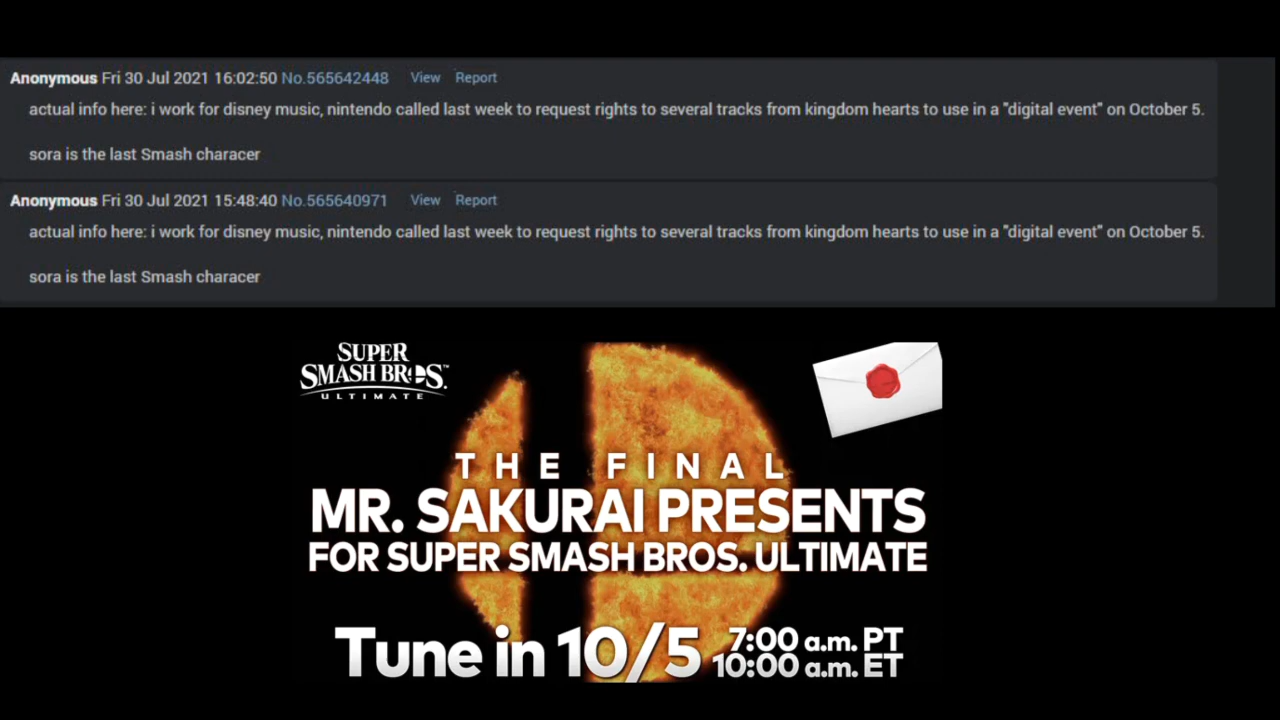 Anonymous Fri 30 Jul 2021 16:02:50 No.565642448 View Report
actual info here: i work for disney music, nintendo called last week to request rights to several tracks from kingdom hearts to use in a "digital event" on October 5.
sora is the last Smash characer
Anonymous Fri 30 Jul 2021 15:48:40 No.565640971 View Report
actual info here: i work for disney music, nintendo called last week to request rights to several tracks from kingdom hearts to use in a "digital event" on October 5.
sora is the last Smash characer
SUPER
SMASH BROS.™
ULTIMATE
THE FINAL
MR. SAKURAI PRESENTS
FOR SUPER SMASH BROS. ULTIMATE
Tune in 10/5 7:00 a.m. PT
10:00 a.m. ET